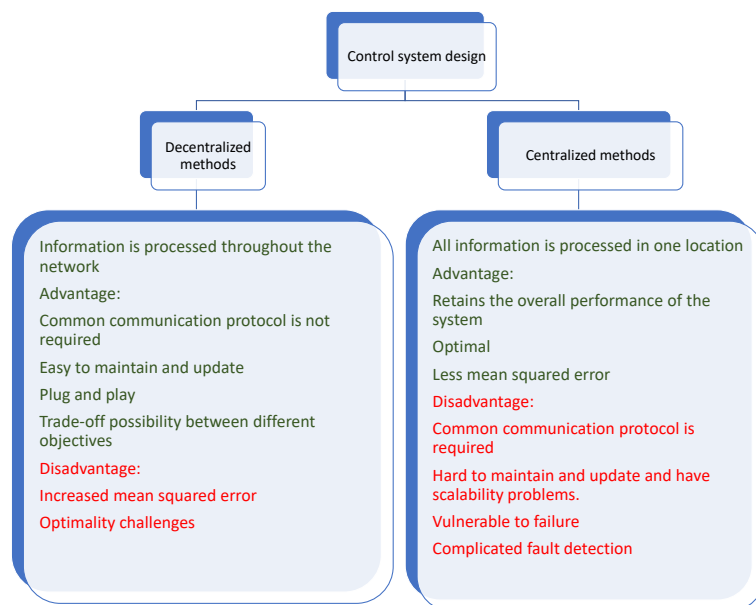 Control system design
Decentralized
methods
Centralized methods
Information is processed throughout the
network
Advantage:
Common communication protocol is not
required
Easy to maintain and update
Plug and play
Trade-off possibility between different
objectives
Disadvantage:
Increased mean squared error
Optimality challenges
All information is processed in one location
Advantage:
Retains the overall performance of the
system
Optimal
Less mean squared error
Disadvantage:
Common communication protocol is
required
Hard to maintain and update and have
scalability problems.
Vulnerable to failure
Complicated fault detection